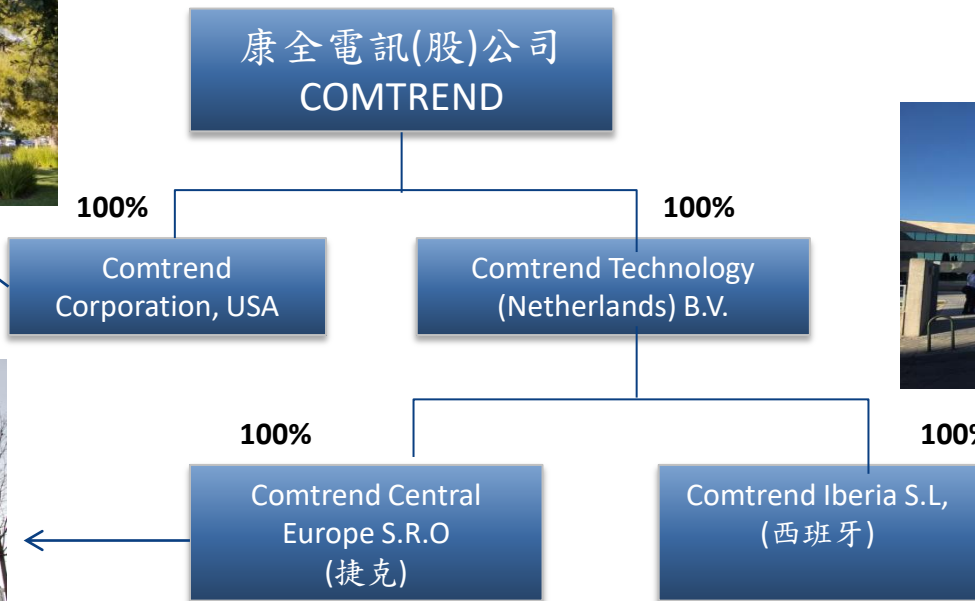 康全電訊(股)公司
COMTREND
100%
100%
Comtrend
Corporation, USA
Comtrend Technology
(Netherlands) B.V.
100%
100%
Comtrend Central
Europe S.R.O
(捷克)
Comtrend Iberia S.L,
(西班牙)